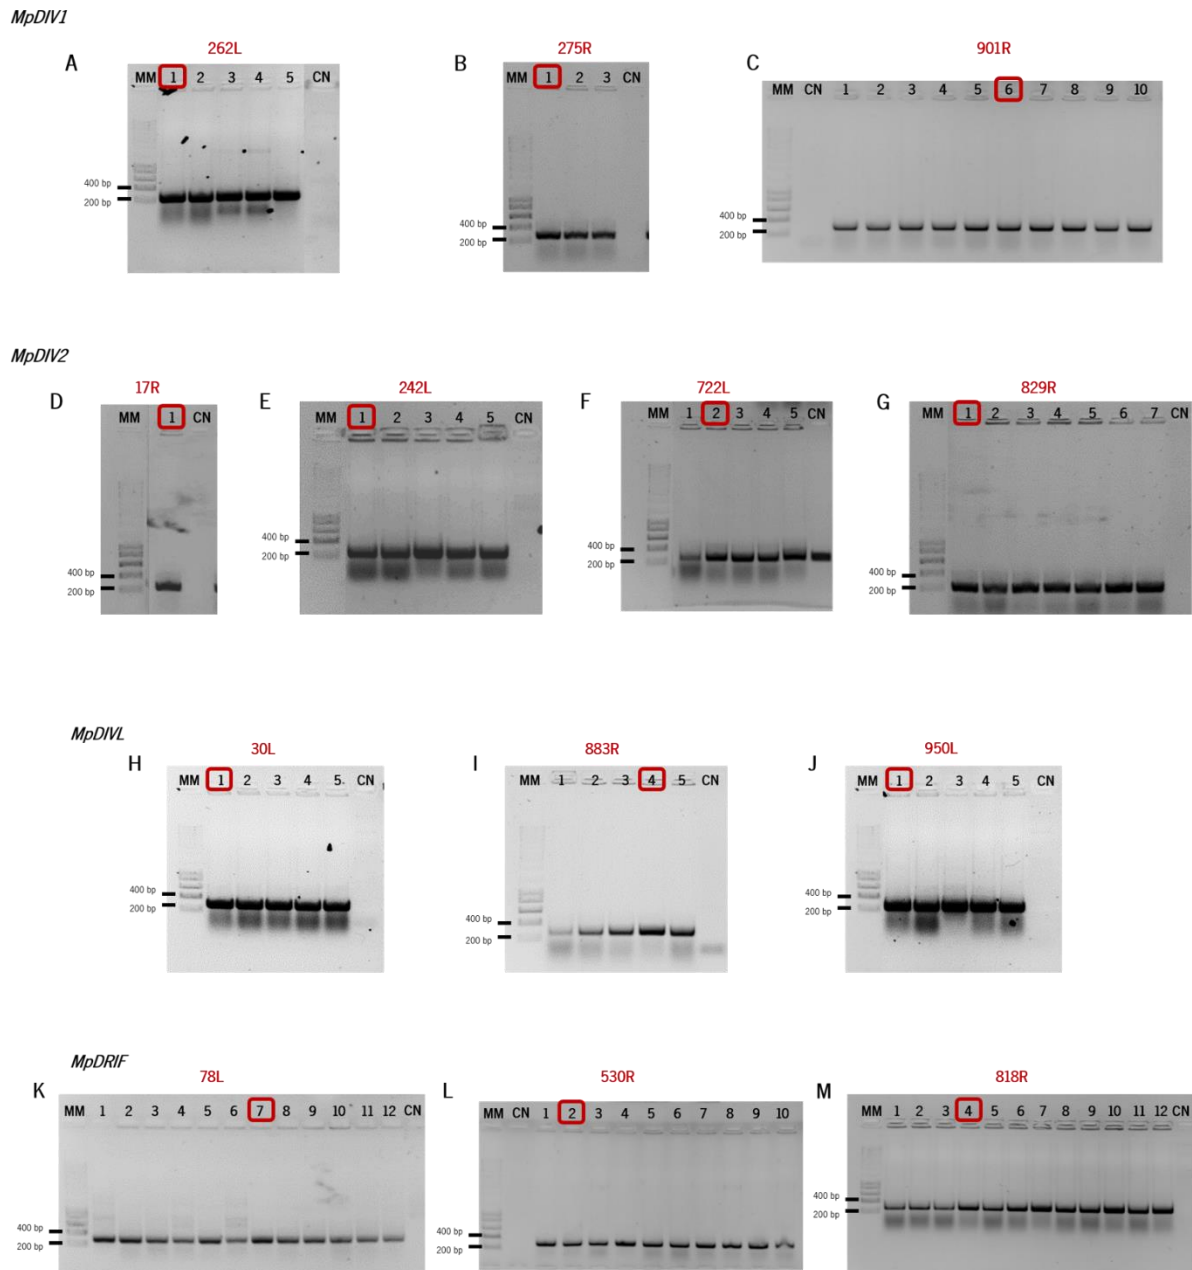 MpDIV1
262L
275R
901R
A
B
C
MM 1 2 3 4 5 CN
MM 1 2 3 CN
MM CN 1 2 3 4 5 6 7 8 9 10
400 bp
200 bp
400 bp
200 bp
400 bp
200 bp
MpDIV2
17R
242L
722L
829R
D
E
F
G
MM 1 CN
MM 1 2 3 4 5 CN
MM 1 2 3 4 5 CN
MM 1 2 3 4 5 6 7 CN
400 bp
200 bp
400 bp
200 bp
400 bp
200 bp
400 bp
200 bp
MpDIVL
30L
883R
950L
H
I
J
MM 1 2 3 4 5 CN
MM 1 2 3 4 5 CN
MM 1 2 3 4 5 CN
400 bp
200 bp
400 bp
200 bp
400 bp
200 bp
MpDRIF
78L
530R
818R
K
L
M
MM 1 2 3 4 5 6 7 8 9 10 11 12 CN
MM CN 1 2 3 4 5 6 7 8 9 10
MM 1 2 3 4 5 6 7 8 9 10 11 12 CN
400 bp
200 bp
400 bp
200 bp
400 bp
200 bp